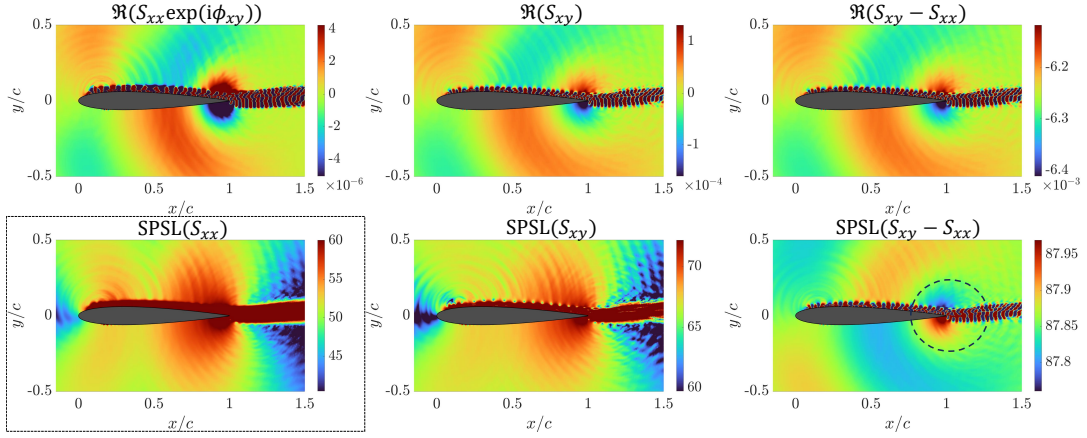 ℜ(S_xx exp(iϕ_xy))
0.5
0
-0.5
y/c
0 0.5 1 1.5
x/c
4
2
0
-2
-4
×10⁻⁶
ℜ(S_xy)
0.5
0
-0.5
y/c
0 0.5 1 1.5
x/c
1
0
-1
×10⁻⁴
ℜ(S_xy − S_xx)
0.5
0
-0.5
y/c
0 0.5 1 1.5
x/c
-6.2
-6.3
-6.4
×10⁻³
SPSL(S_xx)
0.5
0
-0.5
y/c
0 0.5 1 1.5
x/c
60
55
50
45
SPSL(S_xy)
0.5
0
-0.5
y/c
0 0.5 1 1.5
x/c
70
65
60
SPSL(S_xy − S_xx)
0.5
0
-0.5
y/c
0 0.5 1 1.5
x/c
87.95
87.9
87.85
87.8